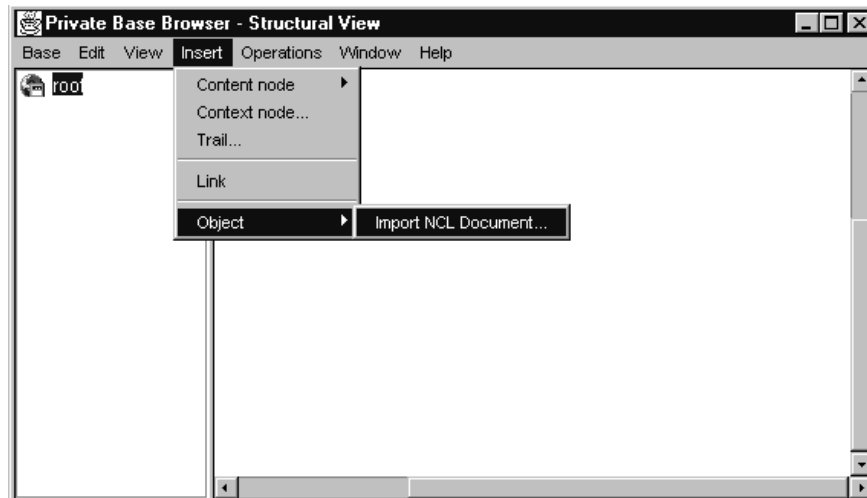 Private Base Browser - Structural View
Base Edit View Insert Operations Window Help
root
Content node
Context node...
Trail...
Link
Object
Import NCL Document...